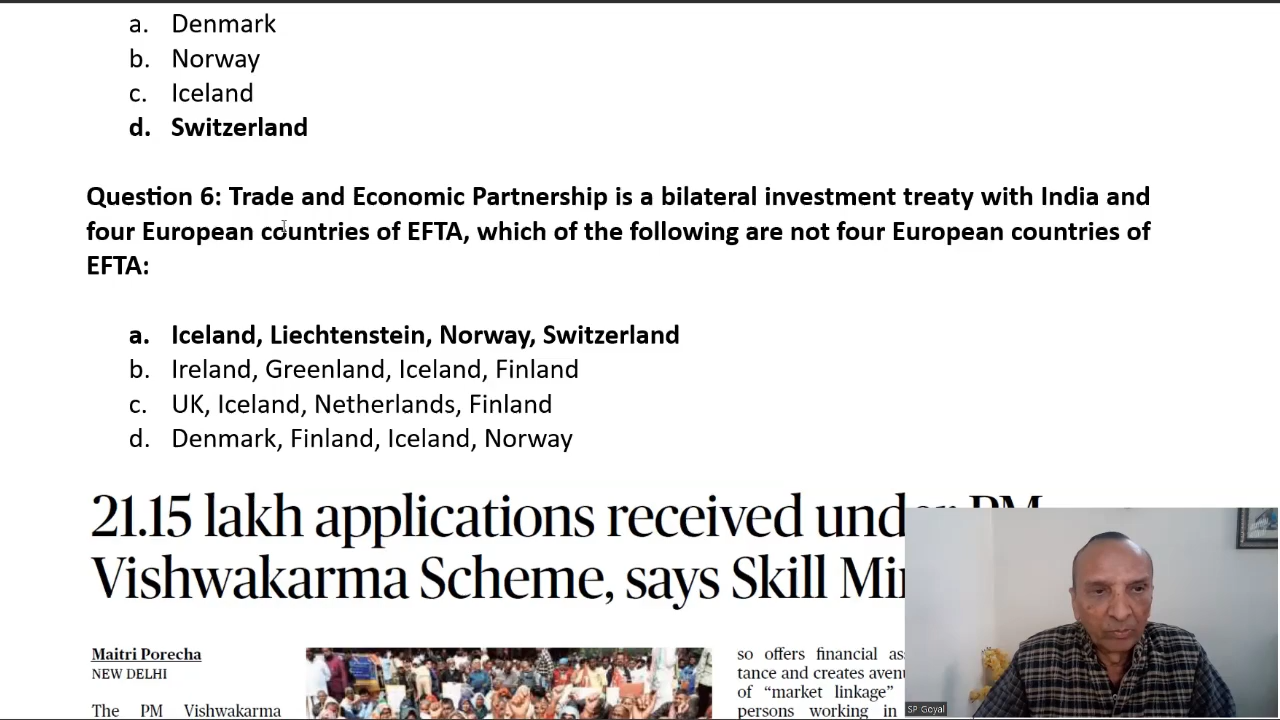 a. Denmark
b. Norway
c. Iceland
d. Switzerland
Question 6: Trade and Economic Partnership is a bilateral investment treaty with India and
four European countries of EFTA, which of the following are not four European countries of
EFTA:
a. Iceland, Liechtenstein, Norway, Switzerland
b. Ireland, Greenland, Iceland, Finland
c. UK, Iceland, Netherlands, Finland
d. Denmark, Finland, Iceland, Norway
21.15 lakh applications received under PM
Vishwakarma Scheme, says Skill
Maitri Porecha
NEW DELHI
The PM Vishwakarma
so offers financial
tance and creates
of “market linkage”
persons working in
SP Goyal